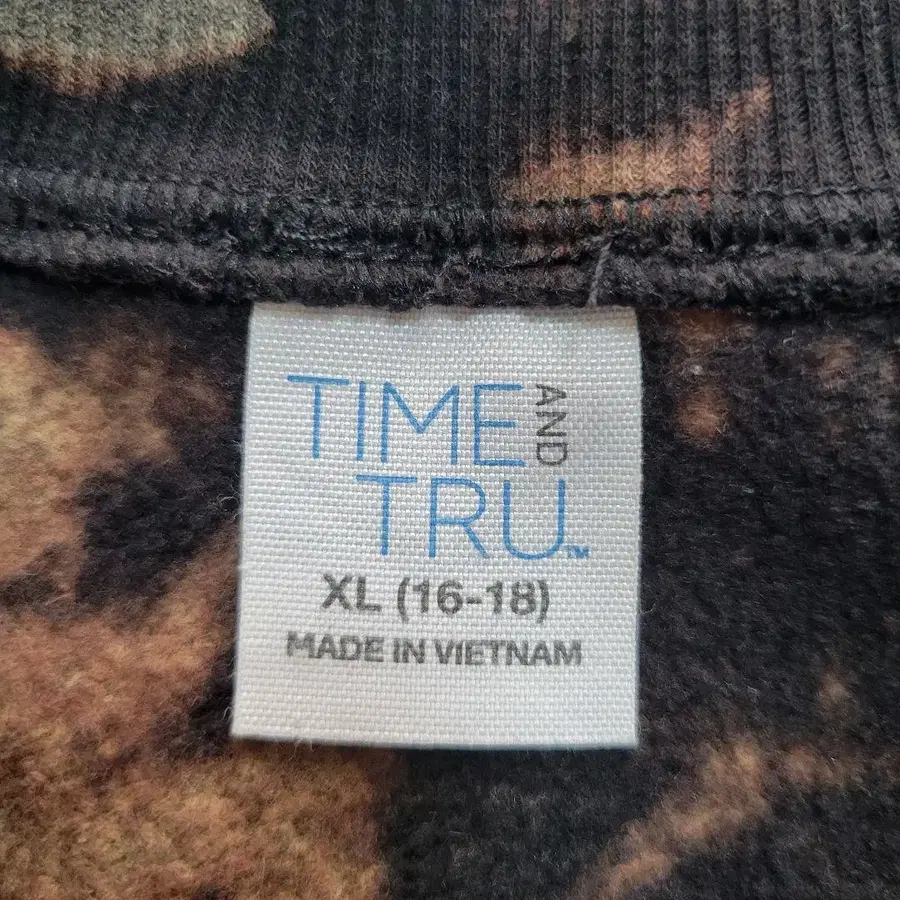 TIME AND
TRU™
XL (16-18)
MADE IN VIETNAM